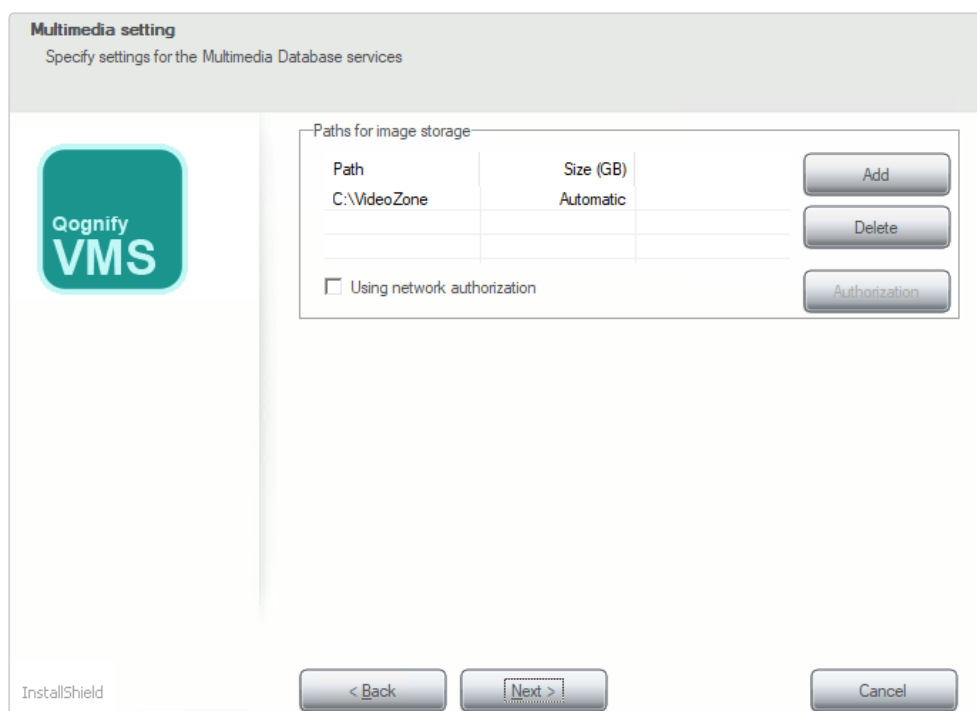 Multimedia setting
Specify settings for the Multimedia Database services
Qognify
VMS
Paths for image storage
Path Size (GB)
C:\VideoZone Automatic
Add
Delete
Using network authorization
Authorization
InstallShield
< Back
Next >
Cancel